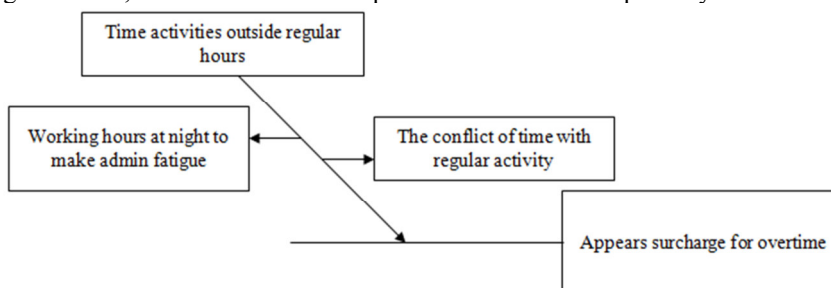 Time activities outside regular
hours
Working hours at night to
make admin fatigue
The conflict of time with
regular activity
Appears surcharge for overtime